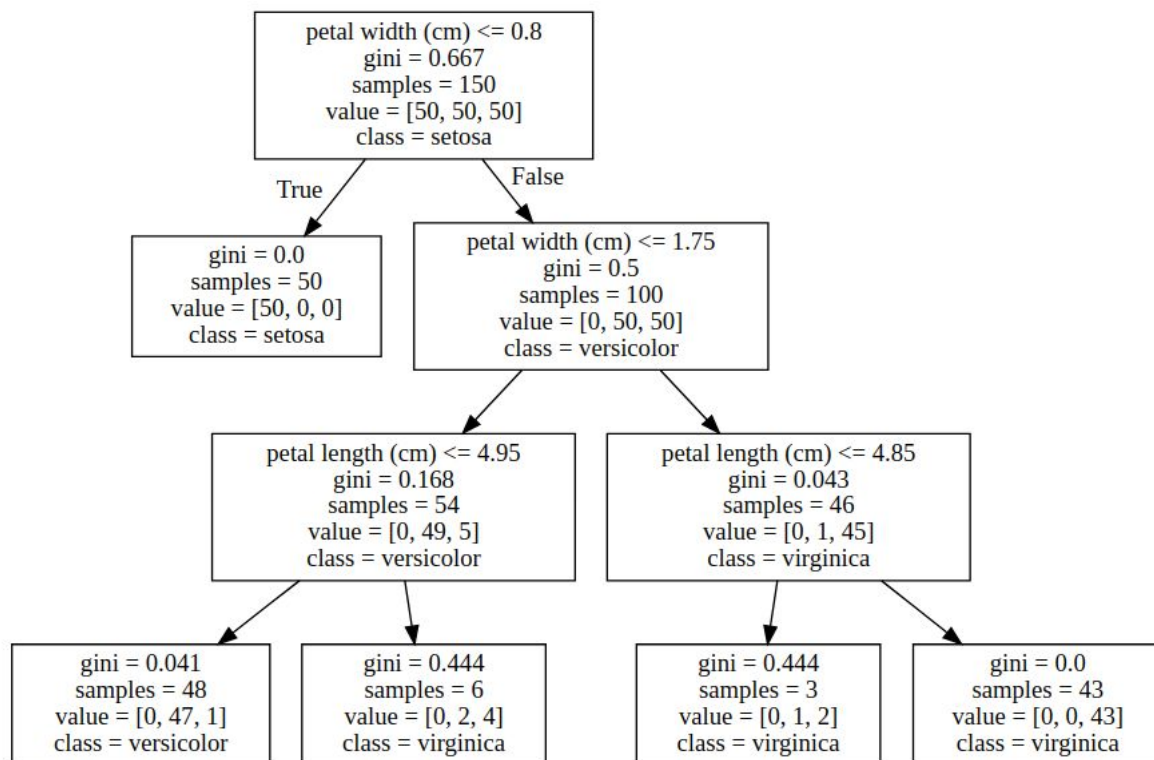 petal width (cm) <= 0.8
gini = 0.667
samples = 150
value = [50, 50, 50]
class = setosa
True
False
gini = 0.0
samples = 50
value = [50, 0, 0]
class = setosa
petal width (cm) <= 1.75
gini = 0.5
samples = 100
value = [0, 50, 50]
class = versicolor
petal length (cm) <= 4.95
gini = 0.168
samples = 54
value = [0, 49, 5]
class = versicolor
petal length (cm) <= 4.85
gini = 0.043
samples = 46
value = [0, 1, 45]
class = virginica
gini = 0.041
samples = 48
value = [0, 47, 1]
class = versicolor
gini = 0.444
samples = 6
value = [0, 2, 4]
class = virginica
gini = 0.444
samples = 3
value = [0, 1, 2]
class = virginica
gini = 0.0
samples = 43
value = [0, 0, 43]
class = virginica